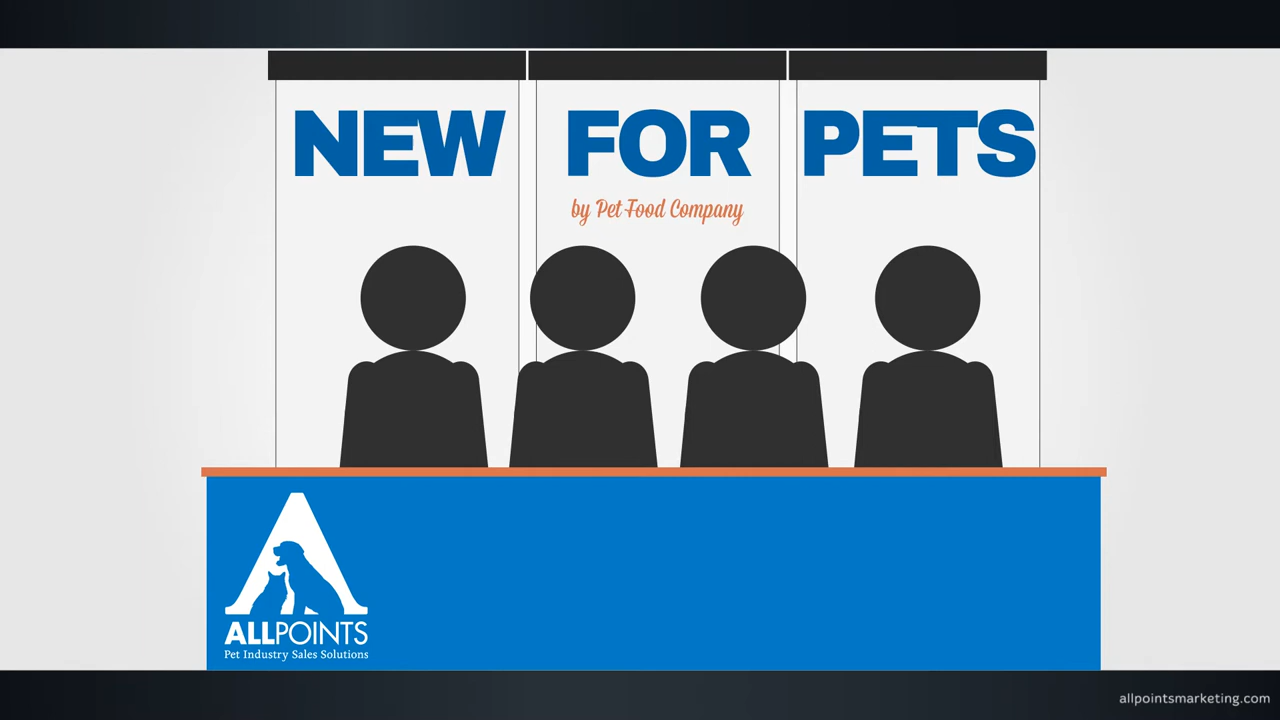 NEW FOR PETS
by Pet Food Company
ALLPOINTS
Pet Industry Sales Solutions
allpointsmarketing.com